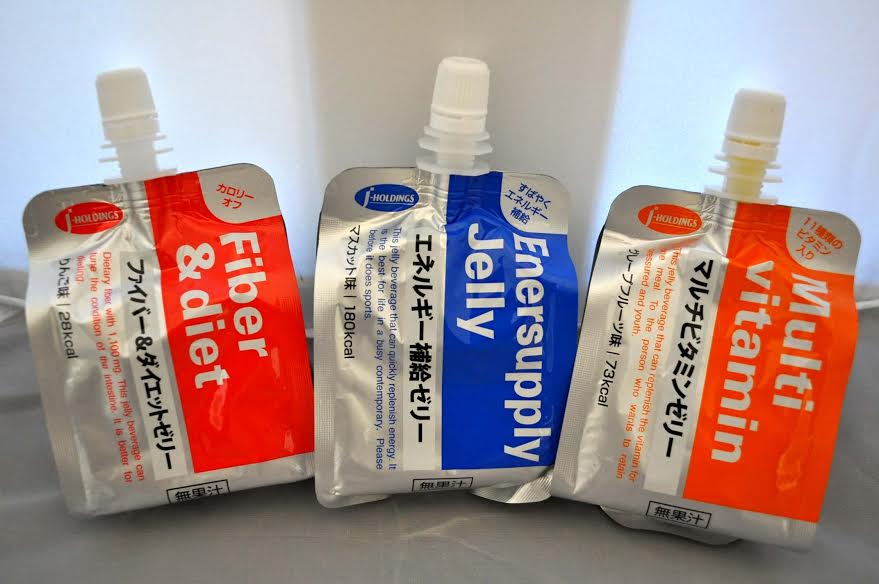 J-HOLDINGS
カロリー
オフ
Fiber
& diet
ファイバー&ダイエットゼリー
Dietary fiber with 1,100 mg. This jelly beverage can
tune the condition of the intestine. It is better for
dieting.
りんご味 | 28kcal
無果汁
J-HOLDINGS
すばやく
エネルギー
補給
Enersupply
Jelly
エネルギー補給ゼリー
This jelly beverage that can quickly replenish energy. It
is the best for life in a busy contemporary. Please
before it does sports.
マスカット味 | 180kcal
無果汁
J-HOLDINGS
11種類の
ビタミン
入り
Multi
vitamin
マルチビタミンゼリー
This jelly beverage that can replenish the vitamin for
meal. To the person who wants to retain
assured and youth.
グレープフルーツ味 | 73kcal
無果汁